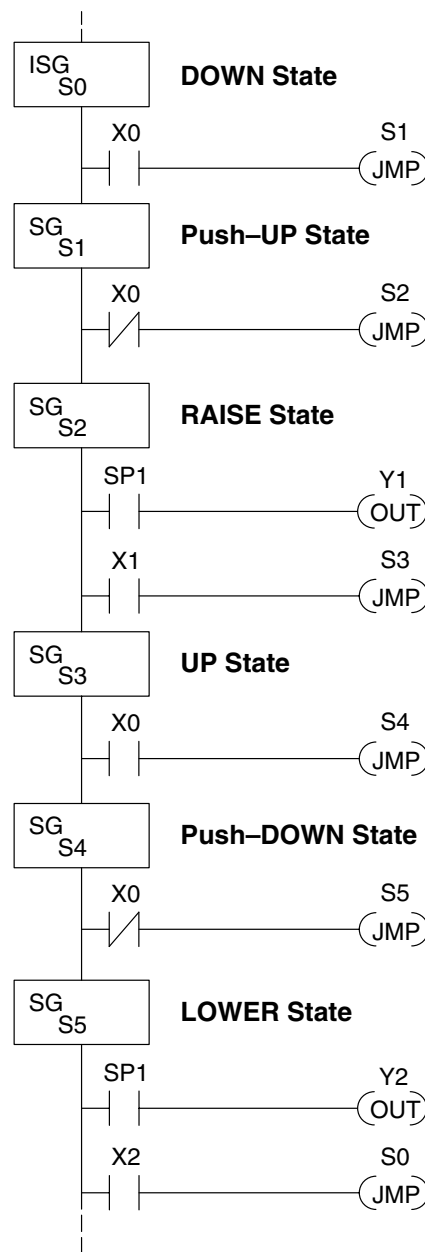 ISG
S0
DOWN State
X0
S1
JMP
SG
S1
Push–UP State
X0
S2
JMP
SG
S2
RAISE State
SP1
Y1
OUT
X1
S3
JMP
SG
S3
UP State
X0
S4
JMP
SG
S4
Push–DOWN State
X0
S5
JMP
SG
S5
LOWER State
SP1
Y2
OUT
X2
S0
JMP